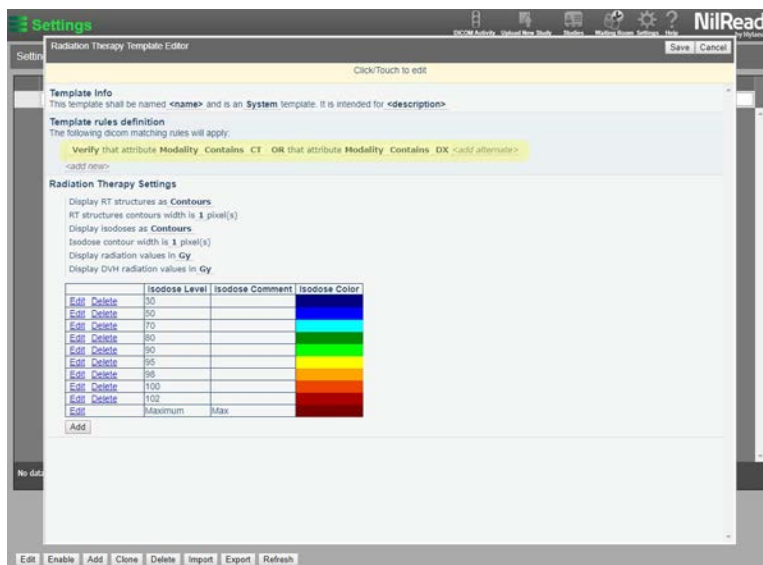 Settings
DICOM Activity Upload New Study Studies Waiting Room Settings Help
NilRead
by Hyland
Settin
Radiation Therapy Template Editor
Save Cancel
Click/Touch to edit
Template Info
This template shall be named <name> and is an System template. It is intended for <description>
Template rules definition
The following dicom matching rules will apply:
Verify that attribute Modality Contains CT OR that attribute Modality Contains DX <add alternate>
<add new>
Radiation Therapy Settings
Display RT structures as Contours
RT structures contours width is 1 pixel(s)
Display isodoses as Contours
Isodose contour width is 1 pixel(s)
Display radiation values in Gy
Display DVH radiation values in Gy
Isodose Level Isodose Comment Isodose Color
Edit Delete 30
Edit Delete 50
Edit Delete 70
Edit Delete 80
Edit Delete 90
Edit Delete 95
Edit Delete 98
Edit Delete 100
Edit Delete 102
Edit Maximum Max
Add
No data
Edit Enable Add Clone Delete Import Export Refresh